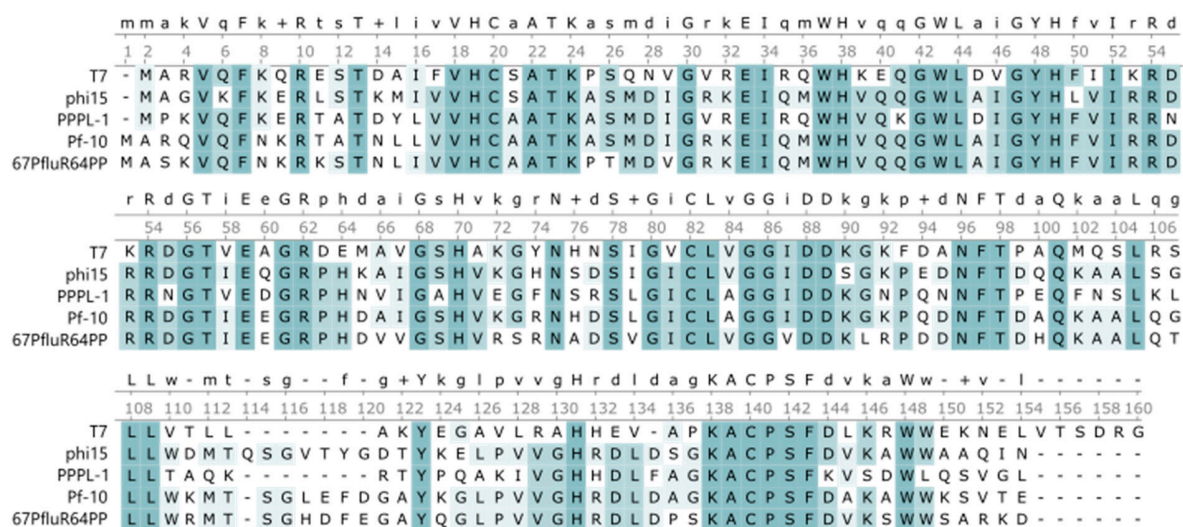 m m a k V Q F k + R t s T + l i v V H C a A T K a s m d i G r k E I q m W H v q q G W L a i G Y H f v I r R d
1 2 4 6 8 10 12 14 16 18 20 22 24 26 28 30 32 34 36 38 40 42 44 46 48 50 52 54
T7 - M A R V Q F K Q R E S T D A I F V H C S A T K P S Q N V G V R E I R Q W H K E Q G W L D V G Y H F I I K R D
phi15 - M A G V K F K E R L S T K M I V V H C S A T K A S M D I G R K E I Q M W H V Q Q G W L A I G Y H L V I R R D
PPPL-1 - M P K V Q F K E R T A T D Y L V V H C A A T K A S M D I G V R E I R Q W H V Q K G W L D I G Y H F V I R R N
Pf-10 M A R Q V Q F N K R T A T N L L V V H C A A T K A S M D I G R K E I Q M W H V Q Q G W L A I G Y H F V I R R D
67PfluR64PP M A S K V Q F N K R K S T N L I V V H C A A T K P T M D V G R K E I Q M W H V Q Q G W L A I G Y H F V I R R D
r R d G T i E e G R p h d a i G s H v k g r N + d S + G i C L v G G i D D k g k p + d N F T d a Q k a a L q g
54 56 58 60 62 64 66 68 70 72 74 76 78 80 82 84 86 88 90 92 94 96 98 100 102 104 106
T7 K R D G T V E A G R D E M A V G S H A K G Y N H N S I G V C L V G G I D D K G K F D A N F T P A Q M Q S L R S
phi15 R R D G T I E Q G R P H K A I G S H V K G H N S D S I G V C L V G G I D D S G K P E D N F T D Q Q K A A L S G
PPPL-1 R R N G T V E D G R P H N V I G A H V E G F N S R S L G I C L A G G I D D K G N P Q N N F T P E Q F N S L K L
Pf-10 R R D G T I E E G R P H D A I G S H V K G R N H D S L G I C L A G G I D D K G K P Q D N F T D A Q K A A L Q G
67PfluR64PP R R D G T I E E G R P H D V V G S H V R S R N A D S V G I C L V G G V D D K L R P D D N F T D H Q K A A L Q T
L L w - m t - s g - - f - g + Y k g l p v v g H r d l d a g K A C P S F d v k a W w - + v - l - - - - - -
108 110 112 114 116 118 120 122 124 126 128 130 132 134 136 138 140 142 144 146 148 150 152 154 156 158 160
T7 L L V T L L - - - - - - - A K Y E G A V L R A H H E V - A P K A C P S F D L K R W W E K N E L V T S D R G
phi15 L L W D M T Q S G V T Y G D T Y K E L P V V G H R D L D S G K A C P S F D V K A W W A A Q I N - - - - - -
PPPL-1 L L T A Q K - - - - - - - R T Y P Q A K I V G H R D L F A G K A C P S F K V S D W L Q S V G L - - - - - -
Pf-10 L L W K M T - S G L E F D G A Y K G L P V V G H R D L D A G K A C P S F D A K A W W K S V T E - - - - - -
67PfluR64PP L L W R M T - S G H D F E G A Y Q G L P V V G H R D L D P S K A C P S F D V K S W W S A R K D - - - - - -